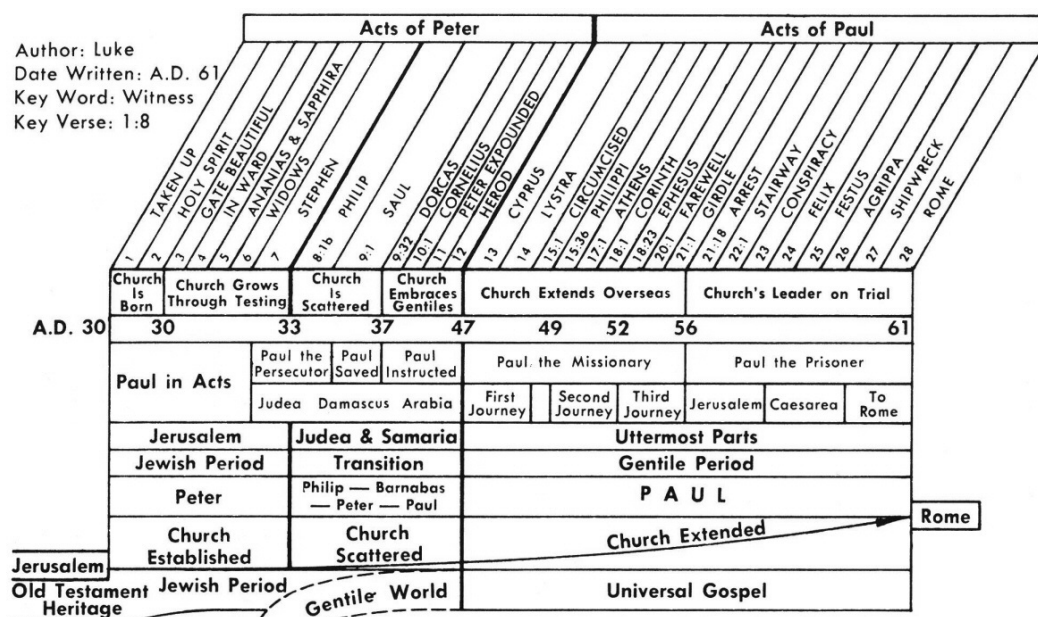 Acts of Peter
Acts of Paul
Author: Luke
Date Written: A.D. 61
Key Word: Witness
Key Verse: 1:8
TAKEN UP
HOLY SPIRIT
GATE BEAUTIFUL
IN WARD
ANANIAS & SAPPHIRA
WIDOWS
STEPHEN
PHILIP
SAUL
DORCAS
CORNELIUS
PETER EXPOUNDED
HEROD
CYPRUS
LYSTRA
CIRCUMCISED
PHILIPPI
ATHENS
CORINTH
EPHESUS
FAREWELL
GIRDLE
ARREST
STAIRWAY
CONSPIRACY
FELIX
FESTUS
AGRIPPA
SHIPWRECK
ROME
1 2 3 4 5 6 7 8:1b 9:1 9:32 10:1 11 12 13 14 15:1 15:36 17:1 18:1 18:23 20:1 21:1 21:18 22:1 23 24 25 26 27 28
Church
Is
Born
Church Grows
Through Testing
Church
Is
Scattered
Church
Embraces
Gentiles
Church Extends Overseas
Church's Leader on Trial
A.D. 30 30 33 37 47 49 52 56 61
Paul in Acts
Paul the
Persecutor
Paul
Saved
Paul
Instructed
Paul the Missionary
Paul the Prisoner
Judea Damascus Arabia
First
Journey
Second
Journey
Third
Journey
Jerusalem
Caesarea
To
Rome
Jerusalem
Judea & Samaria
Uttermost Parts
Jewish Period
Transition
Gentile Period
Peter
Philip — Barnabas
— Peter — Paul
PAUL
Church
Established
Church
Scattered
Church Extended
Rome
Jerusalem
Old Testament
Heritage
Jewish Period
Gentile World
Universal Gospel